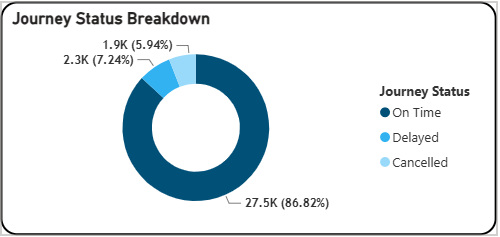 Journey Status Breakdown
1.9K (5.94%)
2.3K (7.24%)
Journey Status
On Time
Delayed
Cancelled
27.5K (86.82%)